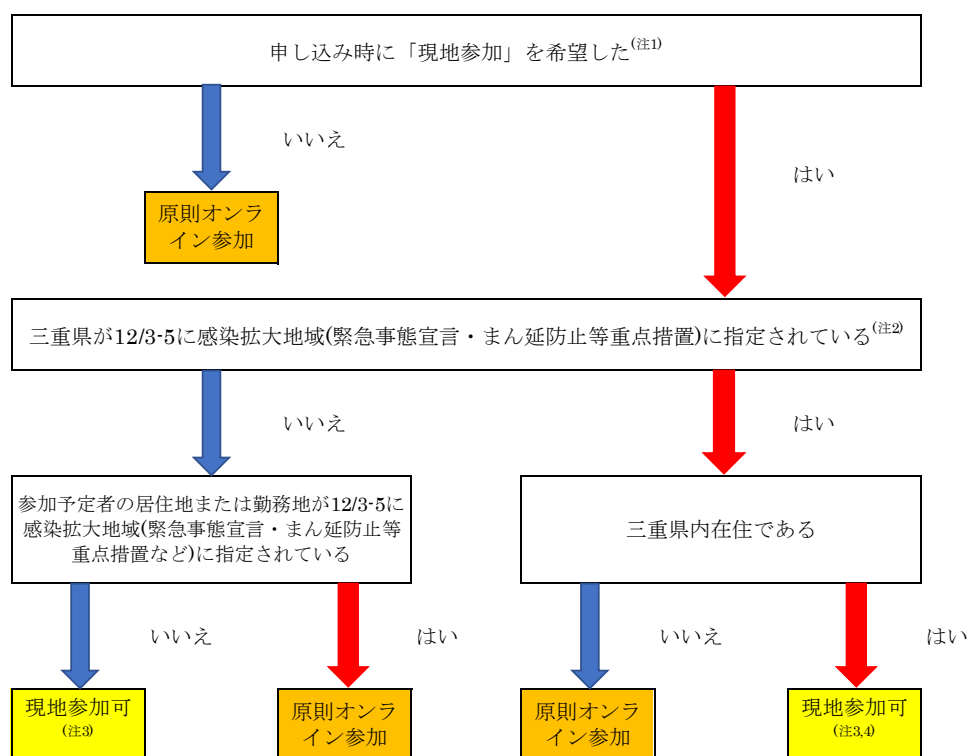 申し込み時に「現地参加」を希望した(注1)
いいえ
はい
原則オンラ
イン参加
三重県が12/3-5に感染拡大地域(緊急事態宣言・まん延防止等重点措置)に指定されている(注2)
いいえ
はい
参加予定者の居住地または勤務地が12/3-5に
感染拡大地域(緊急事態宣言・まん延防止等
重点措置など)に指定されている
三重県内在住である
いいえ
はい
いいえ
はい
現地参加可
(注3)
原則オンラ
イン参加
原則オンラ
イン参加
現地参加可
(注3,4)